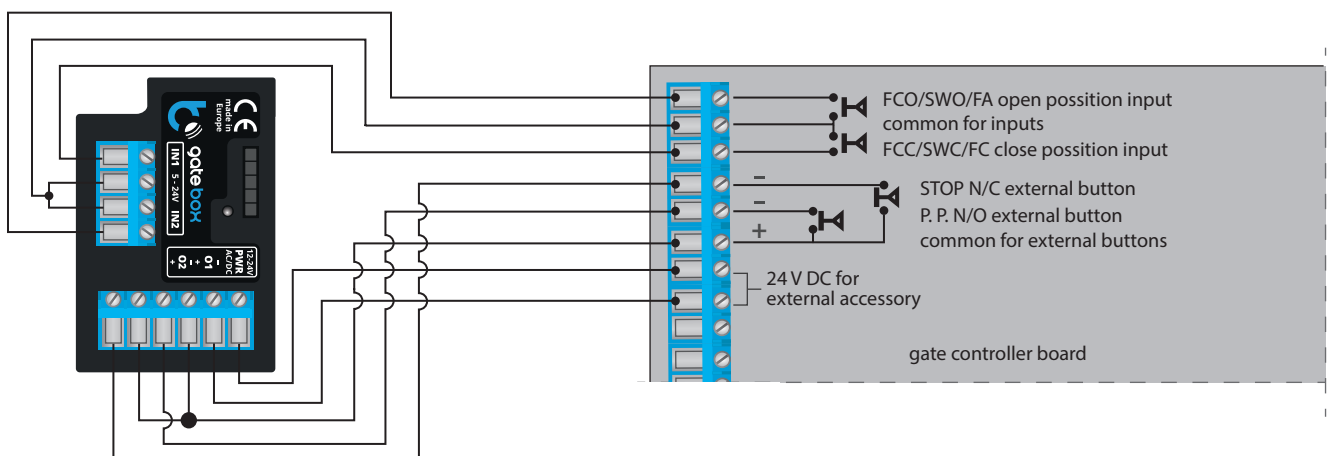 CE
made in
Europe
gatebox
IN1 5 - 24V IN2
12-24V
PWR
AC/DC
- O1 +
- O2 +
FCO/SWO/FA open possition input
common for inputs
FCC/SWC/FC close possition input
– STOP N/C external button
– P. P. N/O external button
+ common for external buttons
24 V DC for
external accessory
gate controller board